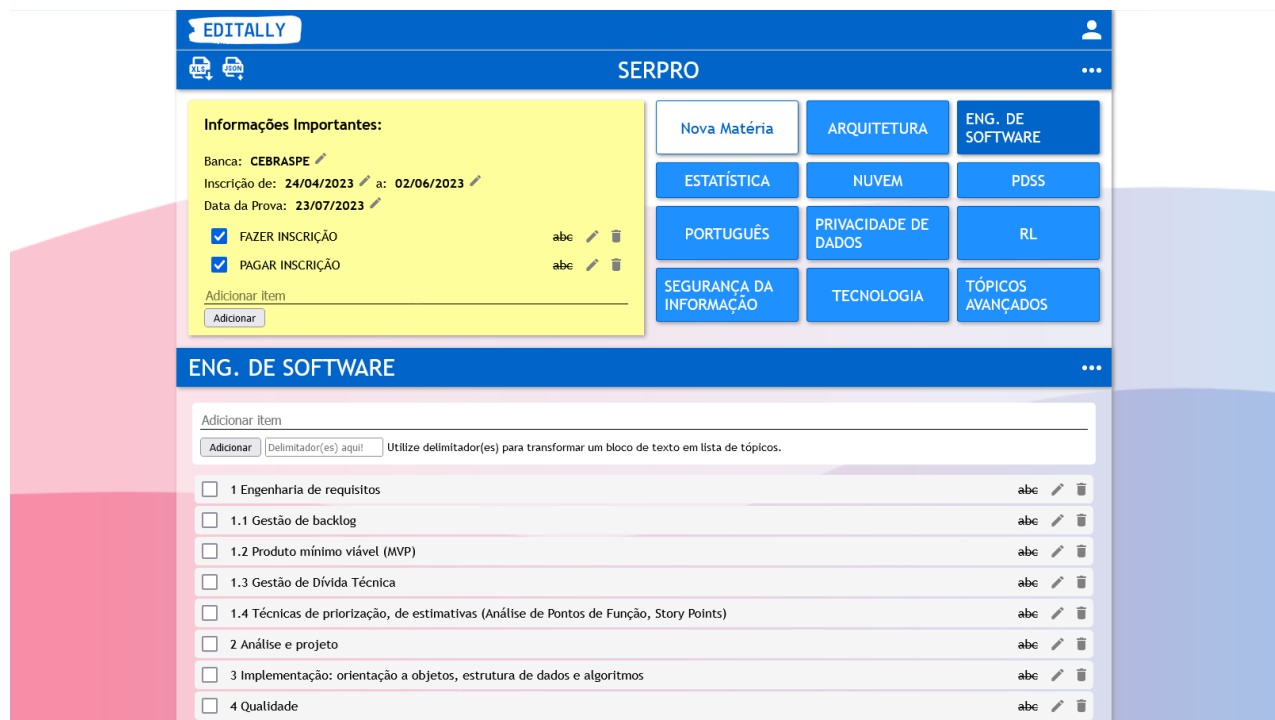 EDITALLY
XLS JSON SERPRO
Informações Importantes:
Banca: CEBRASPE
Inscrição de: 24/04/2023 a: 02/06/2023
Data da Prova: 23/07/2023
FAZER INSCRIÇÃO abc
PAGAR INSCRIÇÃO abc
Adicionar item
Adicionar
Nova Matéria
ARQUITETURA
ENG. DE
SOFTWARE
ESTATÍSTICA
NUVEM
PDSS
PORTUGUÊS
PRIVACIDADE DE
DADOS
RL
SEGURANÇA DA
INFORMAÇÃO
TECNOLOGIA
TÓPICOS
AVANÇADOS
ENG. DE SOFTWARE
Adicionar item
Adicionar Delimitador(es) aqui! Utilize delimitador(es) para transformar um bloco de texto em lista de tópicos.
1 Engenharia de requisitos abc
1.1 Gestão de backlog abc
1.2 Produto mínimo viável (MVP) abc
1.3 Gestão de Dívida Técnica abc
1.4 Técnicas de priorização, de estimativas (Análise de Pontos de Função, Story Points) abc
2 Análise e projeto abc
3 Implementação: orientação a objetos, estrutura de dados e algoritmos abc
4 Qualidade abc